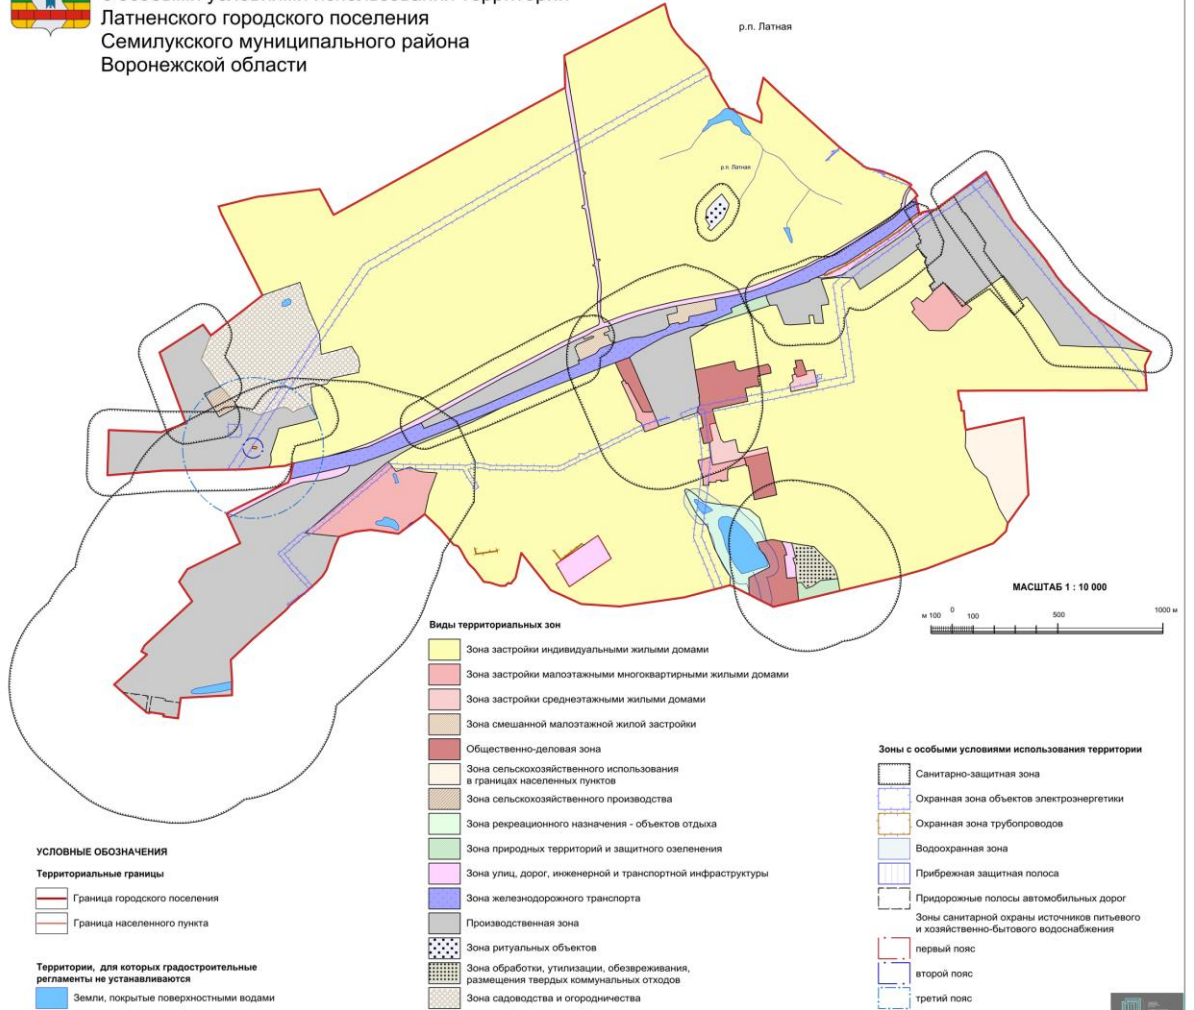 с особыми условиями использования территории
Латненского городского поселения
Семилукского муниципального района
Воронежской области
р.п. Латная
р.п. Латная
МАСШТАБ 1 : 10 000
м 100
0
100
500
1000 м
Виды территориальных зон
Зона застройки индивидуальными жилыми домами
Зона застройки малоэтажными многоквартирными жилыми домами
Зона застройки среднеэтажными жилыми домами
Зона смешанной малоэтажной жилой застройки
Общественно-деловая зона
Зона сельскохозяйственного использования
в границах населенных пунктов
Зона сельскохозяйственного производства
Зона рекреационного назначения - объектов отдыха
Зона природных территорий и защитного озеленения
Зона улиц, дорог, инженерной и транспортной инфраструктуры
Зона железнодорожного транспорта
Производственная зона
Зона ритуальных объектов
Зона обработки, утилизации, обезвреживания,
размещения твердых коммунальных отходов
Зона садоводства и огородничества
Зоны с особыми условиями использования территории
Санитарно-защитная зона
Охранная зона объектов электроэнергетики
Охранная зона трубопроводов
Водоохранная зона
Прибрежная защитная полоса
Придорожные полосы автомобильных дорог
Зоны санитарной охраны источников питьевого
и хозяйственно-бытового водоснабжения
первый пояс
второй пояс
третий пояс
УСЛОВНЫЕ ОБОЗНАЧЕНИЯ
Территориальные границы
Граница городского поселения
Граница населенного пункта
Территории, для которых градостроительные
регламенты не устанавливаются
Земли, покрытые поверхностными водами